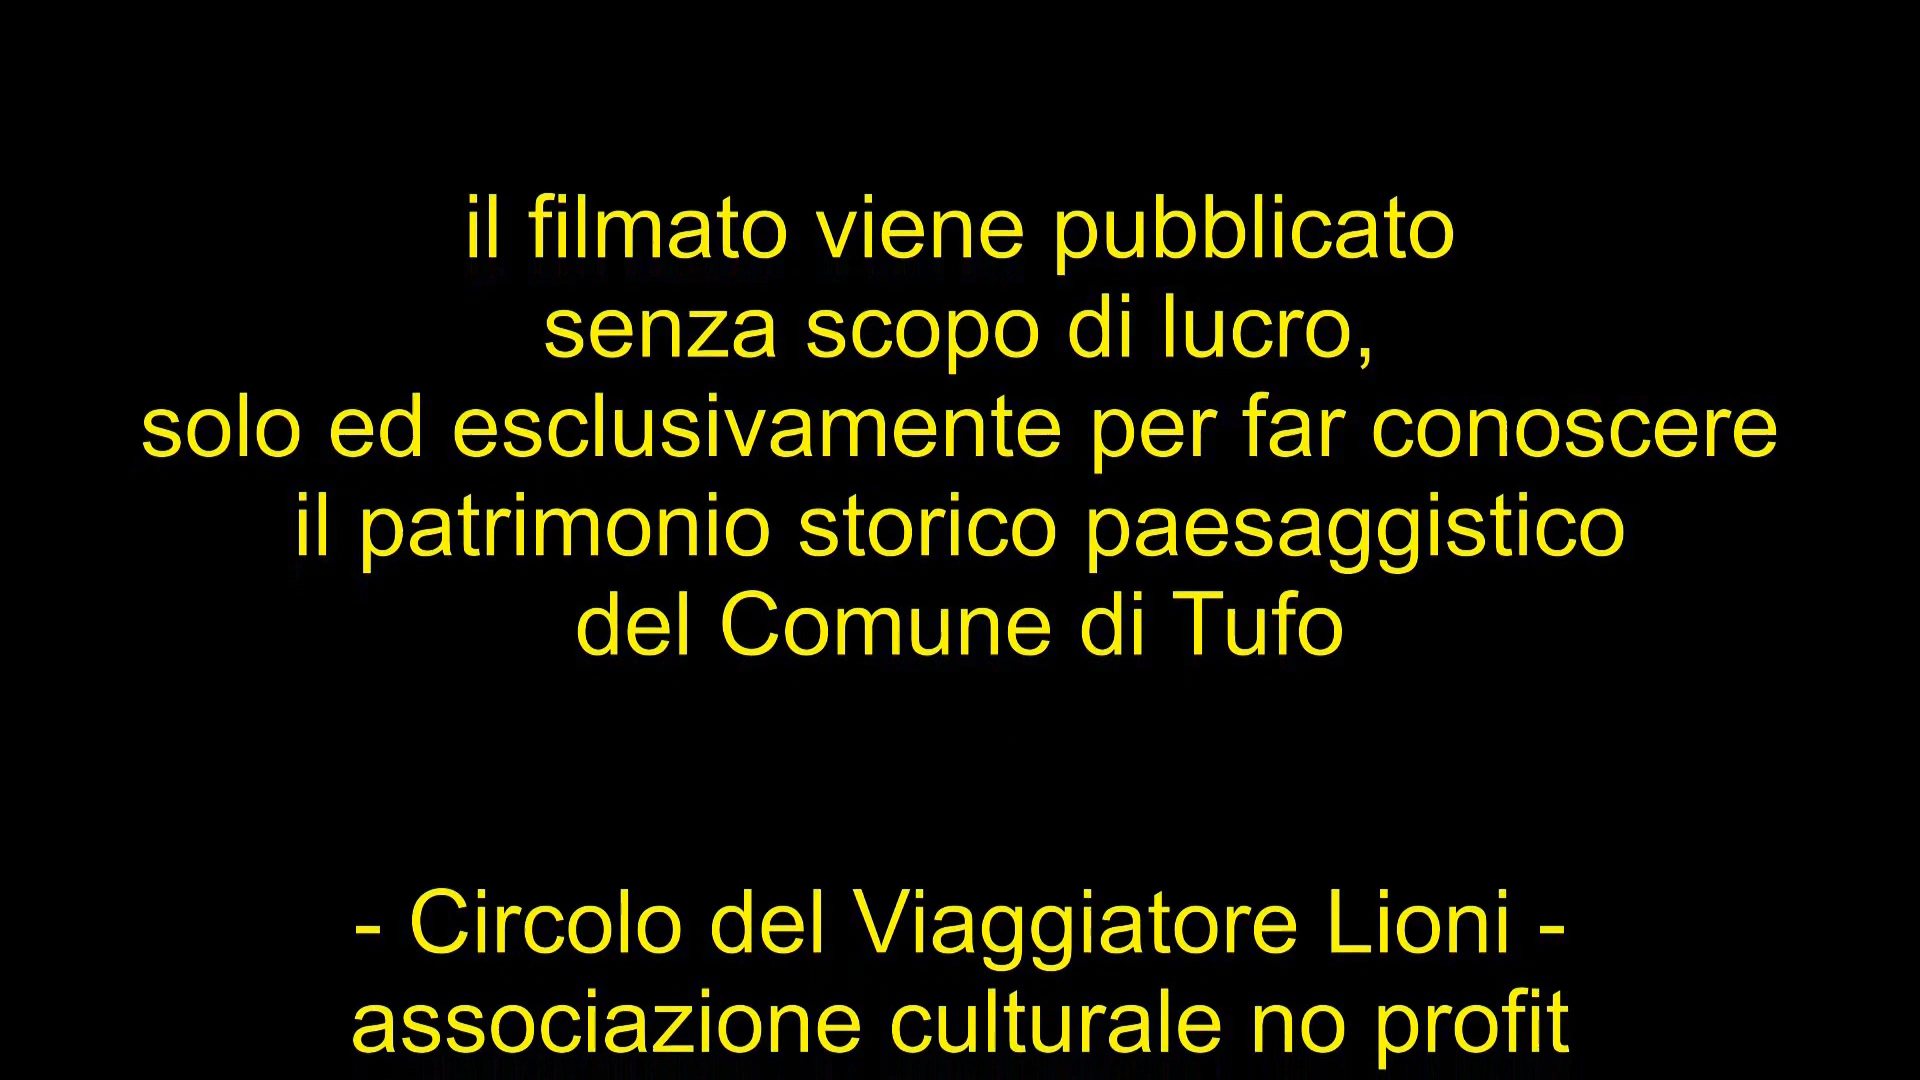 il filmato viene pubblicato
senza scopo di lucro,
solo ed esclusivamente per far conoscere
il patrimonio storico paesaggistico
del Comune di Tufo
- Circolo del Viaggiatore Lioni -
associazione culturale no profit